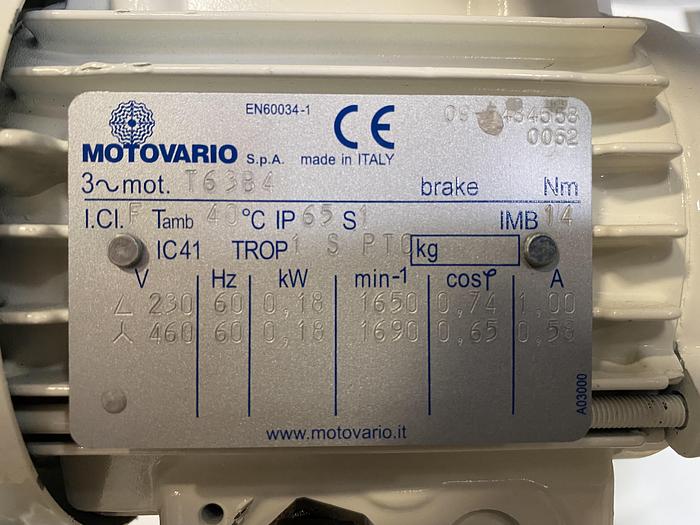 EN60034-1
CE
0062
MOTOVARIO S.p.A. made in ITALY
3~mot. T63B4 brake Nm
I.Cl. F Tamb 40 °C IP 65 S1 IMB 14
IC41 TROP 1 S PTO kg
V Hz kW min-1 cosφ A
△ 230 60 0,18 1650 0,74 1,00
⅄ 460 60 0,18 1690 0,65 0,58
A03000
www.motovario.it